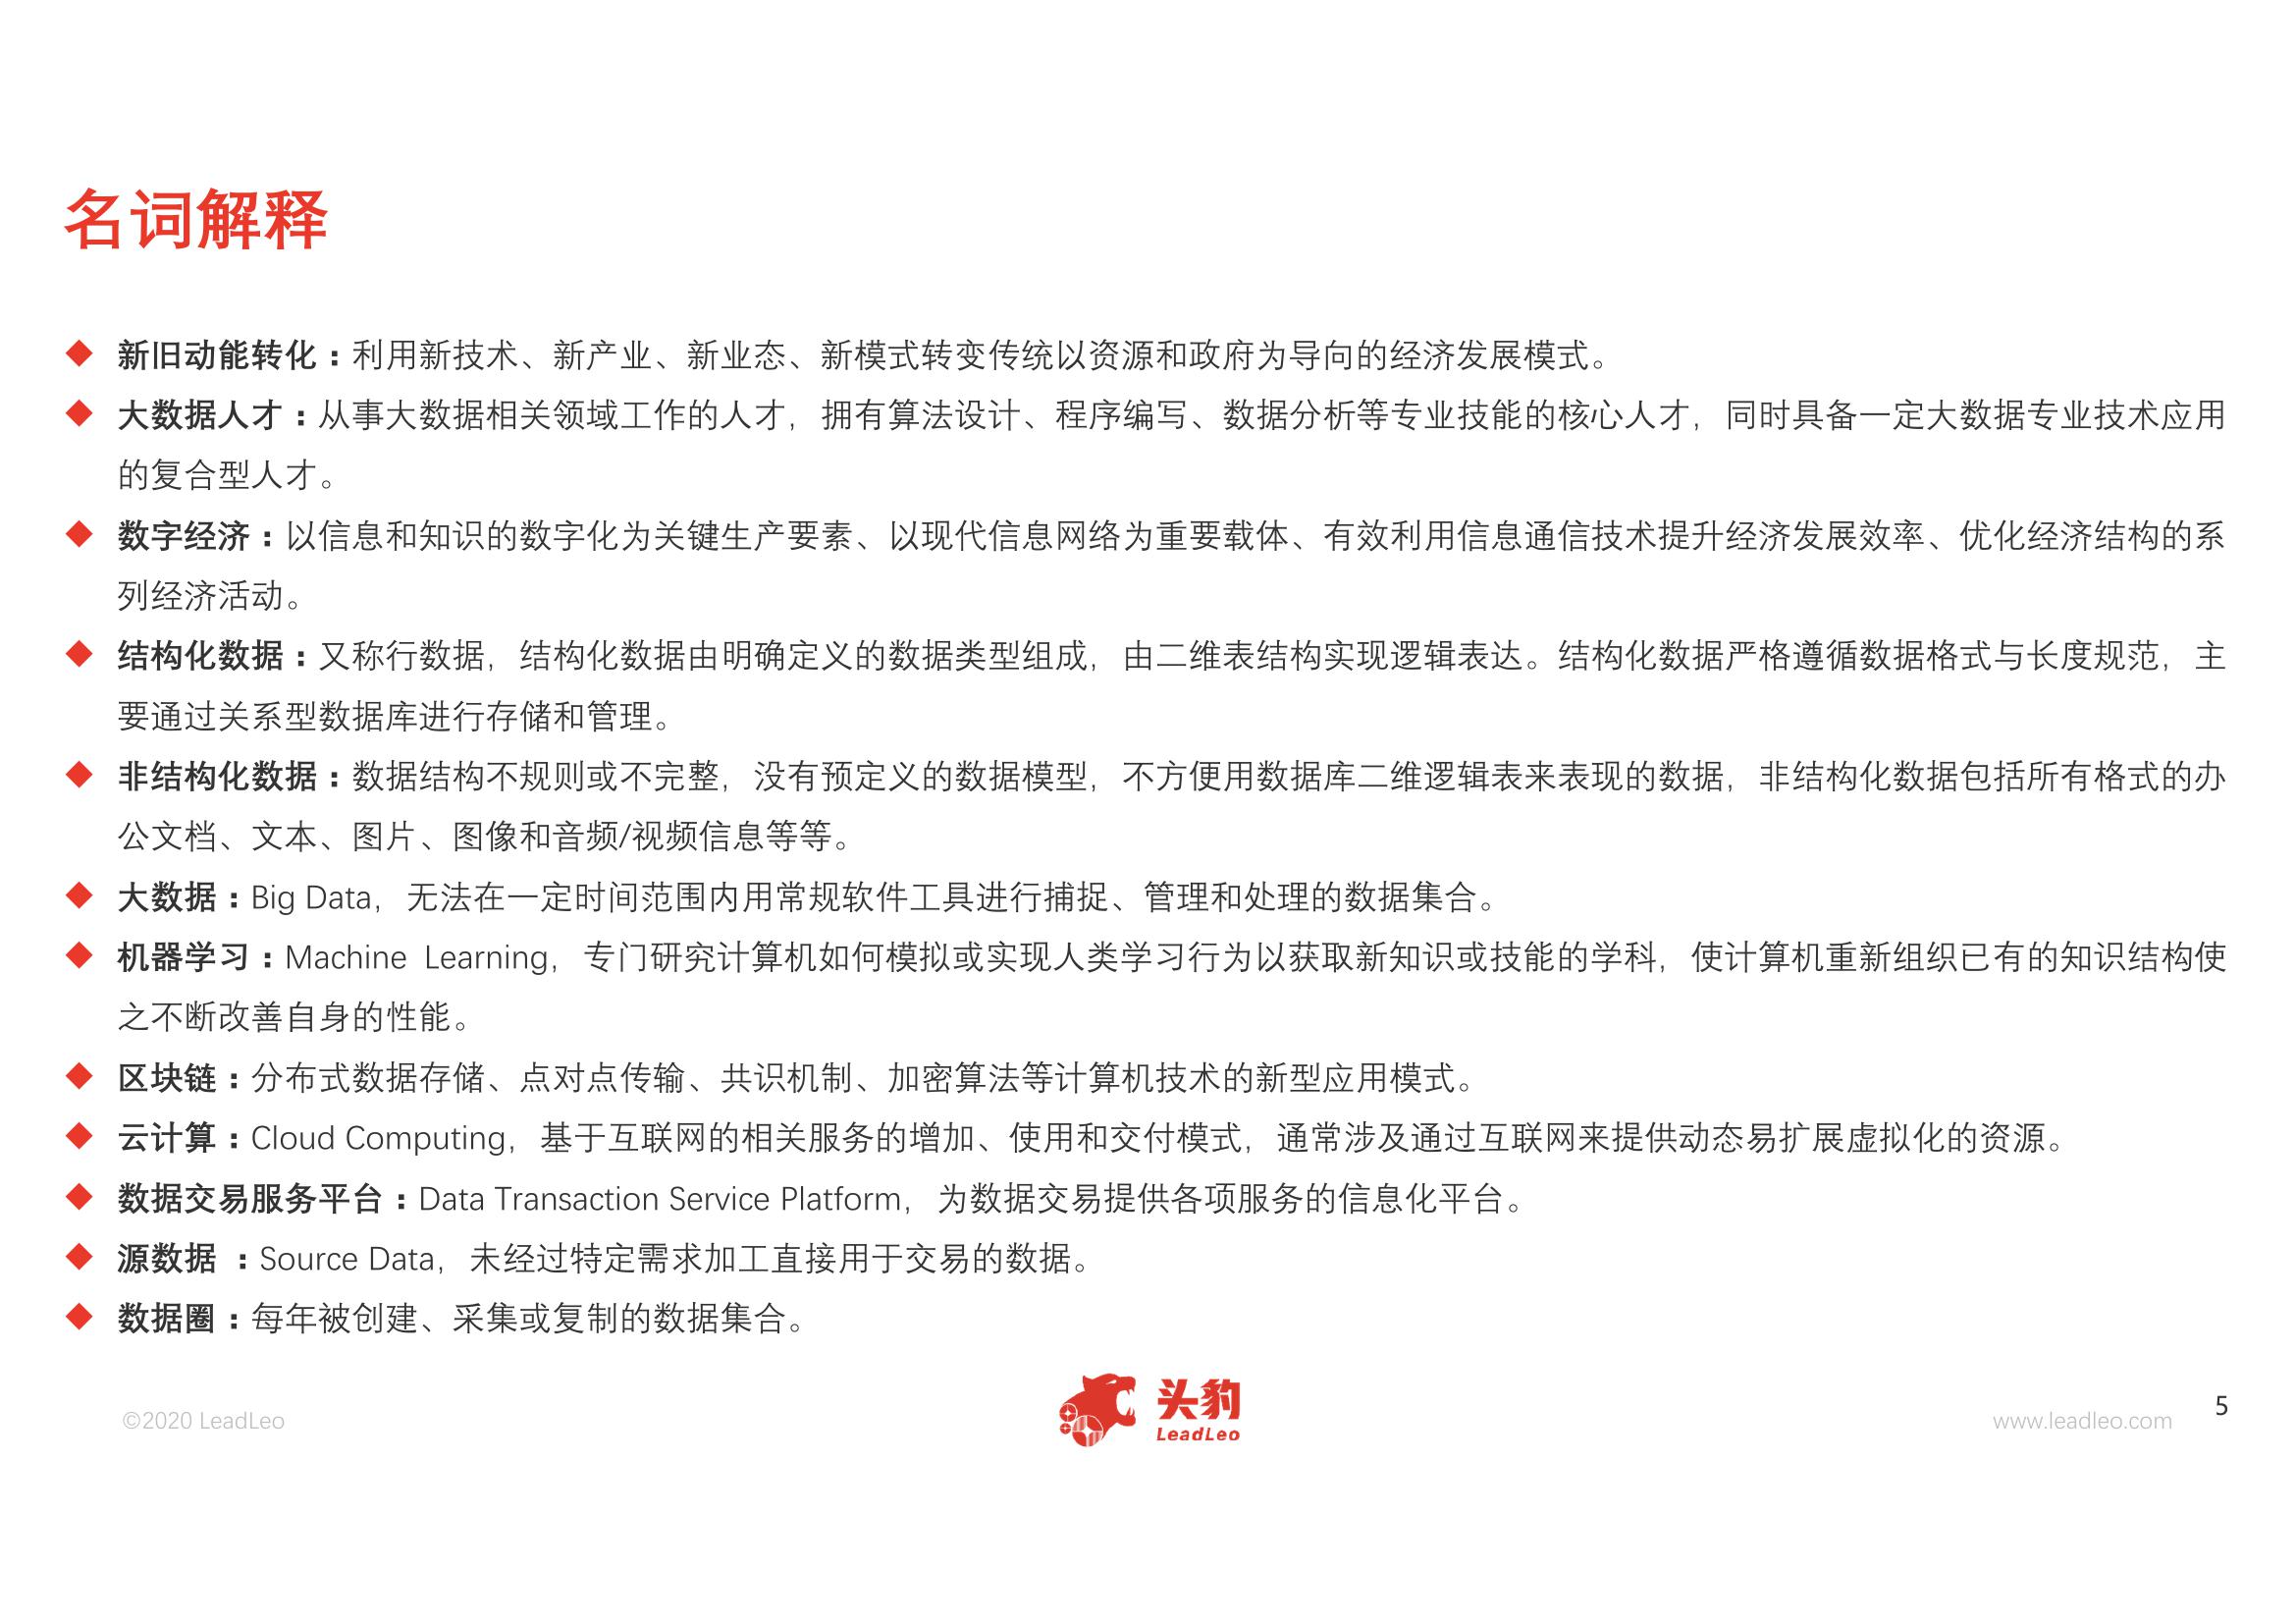 名词解释
◆ 新旧动能转化：利用新技术、新产业、新业态、新模式转变传统以资源和政府为导向的经济发展模式。
◆ 大数据人才：从事大数据相关领域工作的人才，拥有算法设计、程序编写、数据分析等专业技能的核心人才，同时具备一定大数据专业技术应用
的复合型人才。
◆ 数字经济：以信息和知识的数字化为关键生产要素、以现代信息网络为重要载体、有效利用信息通信技术提升经济发展效率、优化经济结构的系
列经济活动。
◆ 结构化数据：又称行数据，结构化数据由明确定义的数据类型组成，由二维表结构实现逻辑表达。结构化数据严格遵循数据格式与长度规范，主
要通过关系型数据库进行存储和管理。
◆ 非结构化数据：数据结构不规则或不完整，没有预定义的数据模型，不方便用数据库二维逻辑表来表现的数据，非结构化数据包括所有格式的办
公文档、文本、图片、图像和音频/视频信息等等。
◆ 大数据：Big Data，无法在一定时间范围内用常规软件工具进行捕捉、管理和处理的数据集合。
◆ 机器学习：Machine Learning，专门研究计算机如何模拟或实现人类学习行为以获取新知识或技能的学科，使计算机重新组织已有的知识结构使
之不断改善自身的性能。
◆ 区块链：分布式数据存储、点对点传输、共识机制、加密算法等计算机技术的新型应用模式。
◆ 云计算：Cloud Computing，基于互联网的相关服务的增加、使用和交付模式，通常涉及通过互联网来提供动态易扩展虚拟化的资源。
◆ 数据交易服务平台：Data Transaction Service Platform，为数据交易提供各项服务的信息化平台。
◆ 源数据 ：Source Data，未经过特定需求加工直接用于交易的数据。
◆ 数据圈：每年被创建、采集或复制的数据集合。
©2020 LeadLeo
头豹
LeadLeo
www.leadleo.com
5